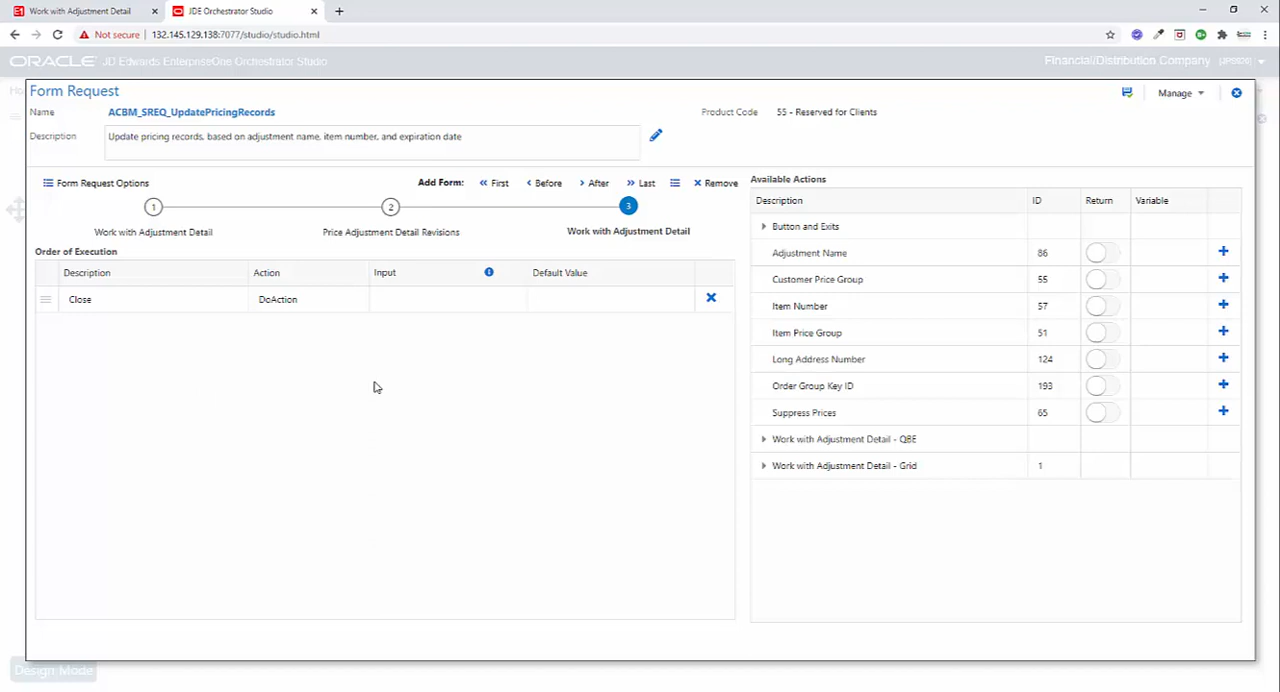 Work with Adjustment Detail
JDE Orchestrator Studio
Not secure
132.145.129.138:7077/studio/studio.html
ORACLE JD Edwards EnterpriseOne Orchestrator Studio
Financial/Distribution Company
Form Request
Manage
Name
ACBM_SREQ_UpdatePricingRecords
Product Code
55 - Reserved for Clients
Description
Update pricing records, based on adjustment name, item number, and expiration date
Form Request Options
Add Form:
First
Before
After
Last
Remove
1
2
3
Work with Adjustment Detail
Price Adjustment Detail Revisions
Work with Adjustment Detail
Order of Execution
Description Action Input Default Value
Close DoAction
Available Actions
Description ID Return Variable
Button and Exits
Adjustment Name 86
Customer Price Group 55
Item Number 57
Item Price Group 51
Long Address Number 124
Order Group Key ID 193
Suppress Prices 65
Work with Adjustment Detail - QBE
Work with Adjustment Detail - Grid 1
Design Mode